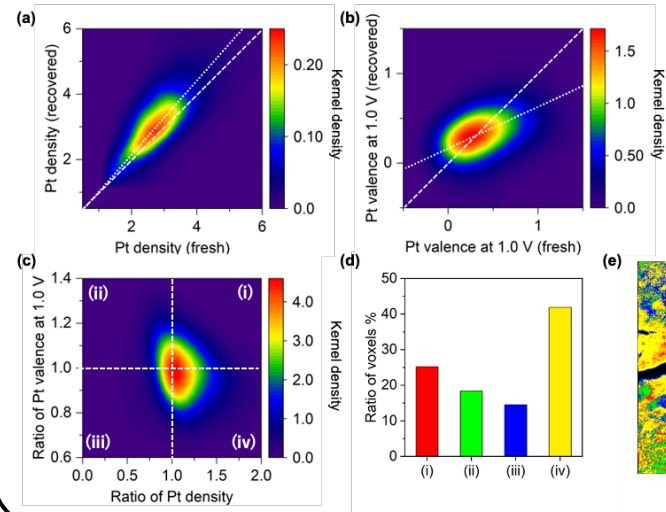 (a)
6
4
2
Pt density (recovered)
2
4
6
Pt density (fresh)
0.20
0.10
0.0
Kernel density
(b)
1
0
Pt valence at 1.0 V (recovered)
0
1
Pt valence at 1.0 V (fresh)
1.5
1.0
0.50
0.0
Kernel density
(c)
1.4
1.2
1.0
0.8
0.6
Ratio of Pt valence at 1.0 V
(ii)
(i)
(iii)
(iv)
0.0
0.5
1.0
1.5
2.0
Ratio of Pt density
4.0
3.0
2.0
1.0
0.0
Kernel density
(d)
50
40
30
20
10
0
Ratio of voxels %
(i)
(ii)
(iii)
(iv)
(e)